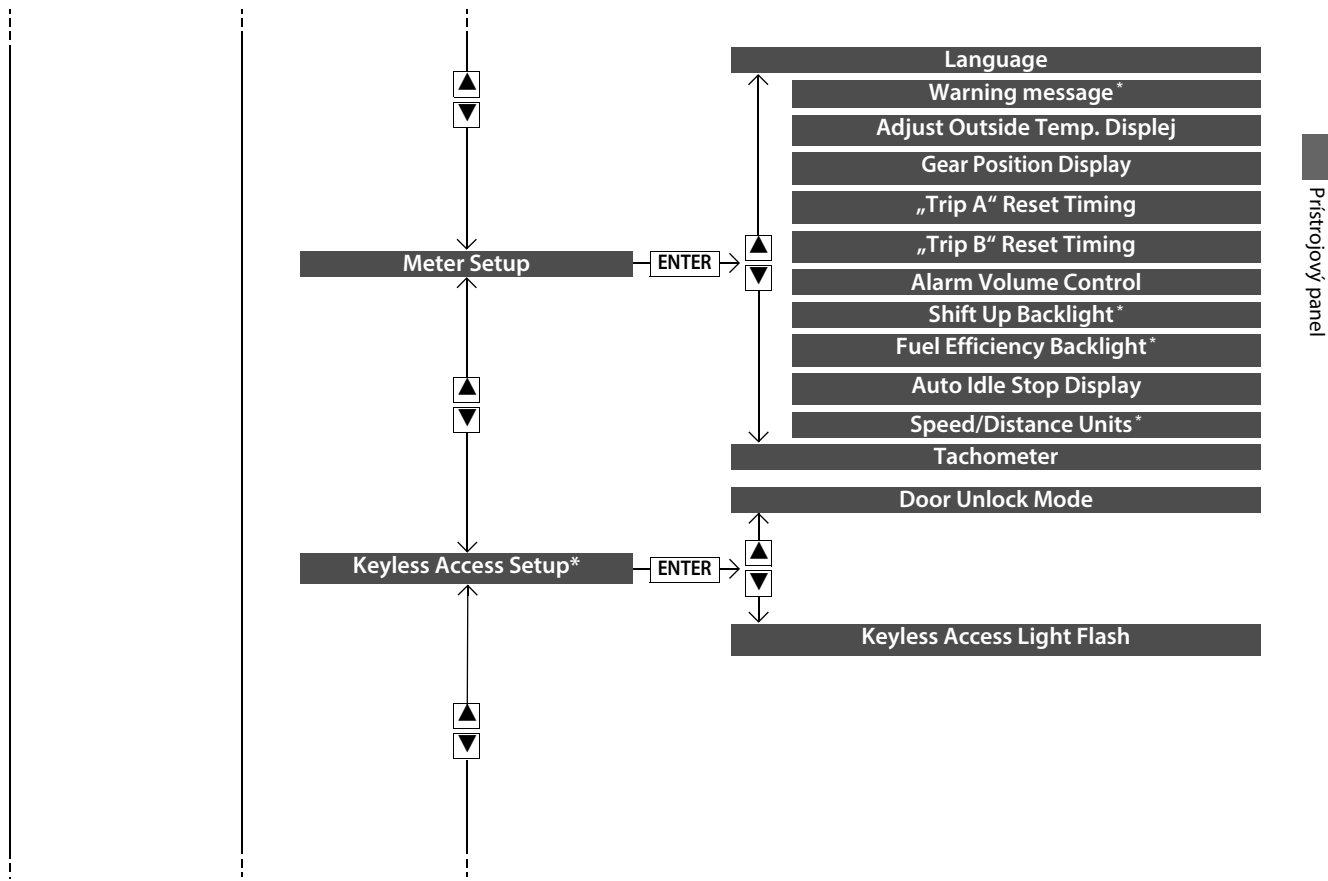 Language
Warning message*
Adjust Outside Temp. Displej
Gear Position Display
„Trip A“ Reset Timing
„Trip B“ Reset Timing
Meter Setup
ENTER
Alarm Volume Control
Shift Up Backlight*
Fuel Efficiency Backlight*
Auto Idle Stop Display
Speed/Distance Units*
Tachometer
Door Unlock Mode
Keyless Access Setup*
ENTER
Keyless Access Light Flash
Prístrojový panel